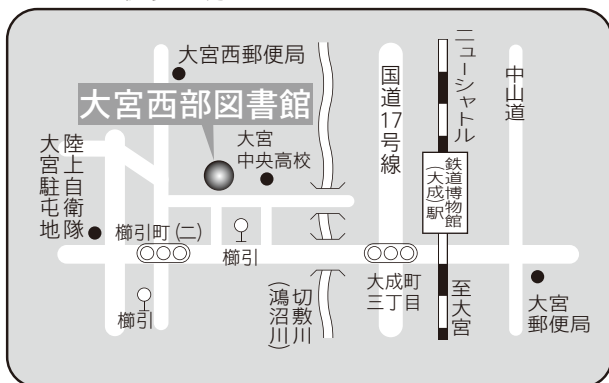 大宮西郵便局
大宮西部図書館
大宮
中央高校
陸上自衛隊
大宮駐屯地
櫛引町(二)
櫛引
櫛引
切敷川
(鴻沼川)
国道17号線
大成町
三丁目
ニューシャトル
鉄道博物館
(大成)駅
至大宮
中山道
大宮
郵便局